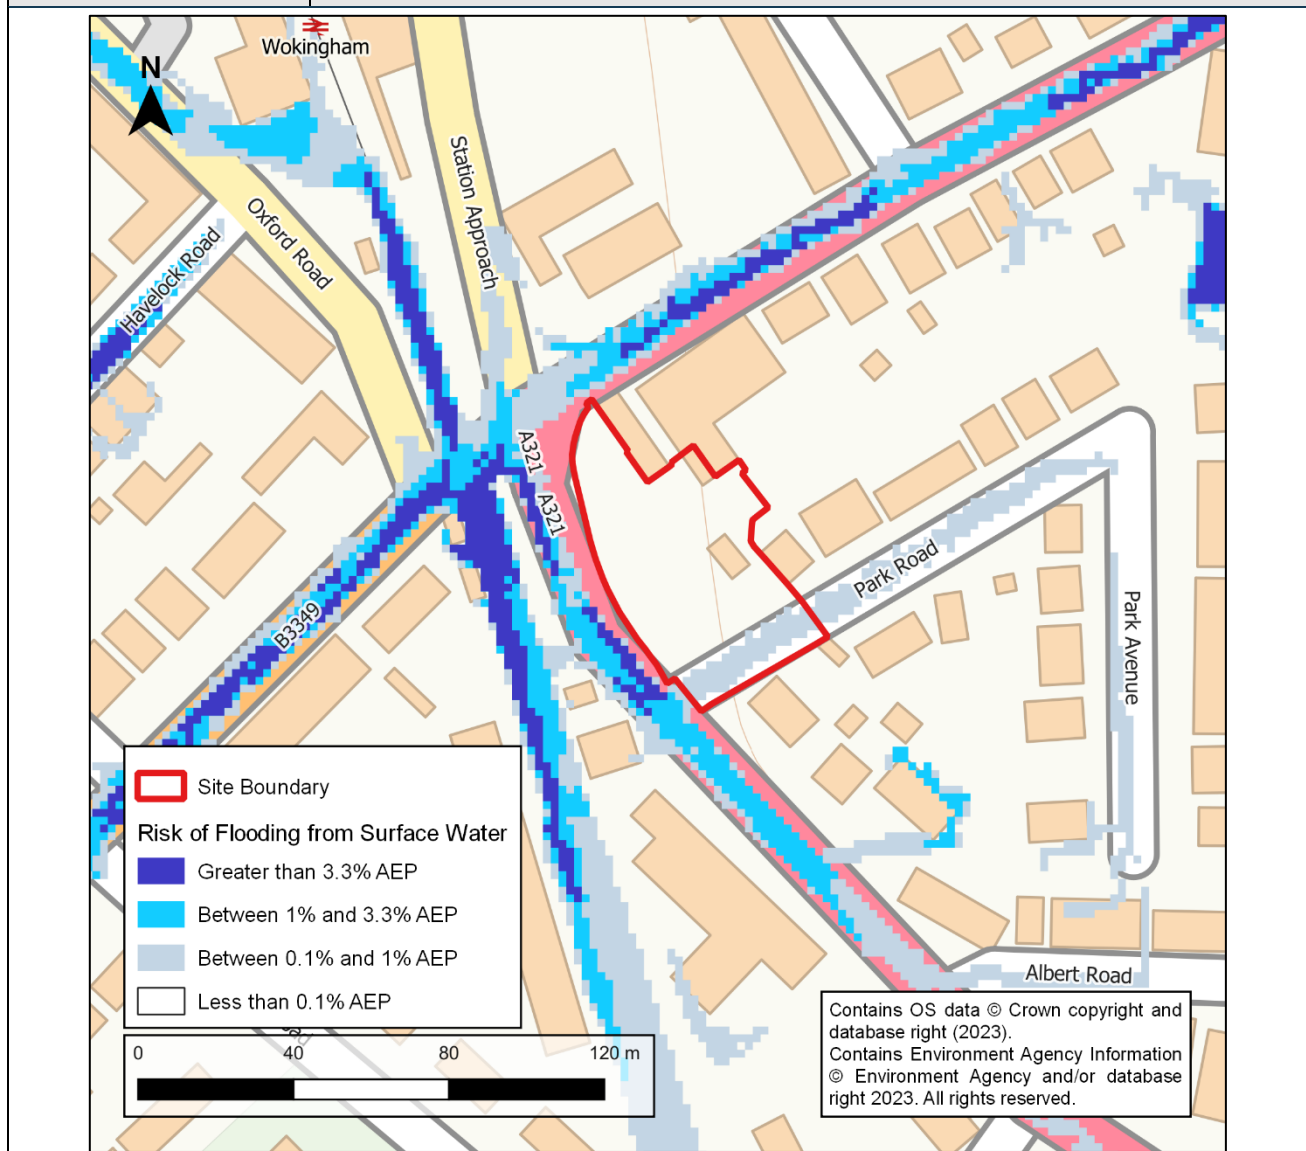 Wokingham
N
Station Approach
Oxford Road
Havelock Road
A321
A321
Park Road
B3349
Park Avenue
Site Boundary
Risk of Flooding from Surface Water
Greater than 3.3% AEP
Between 1% and 3.3% AEP
Between 0.1% and 1% AEP
Less than 0.1% AEP
Albert Road
0 40 80 120 m
Contains OS data © Crown copyright and
database right (2023).
Contains Environment Agency Information
© Environment Agency and/or database
right 2023. All rights reserved.